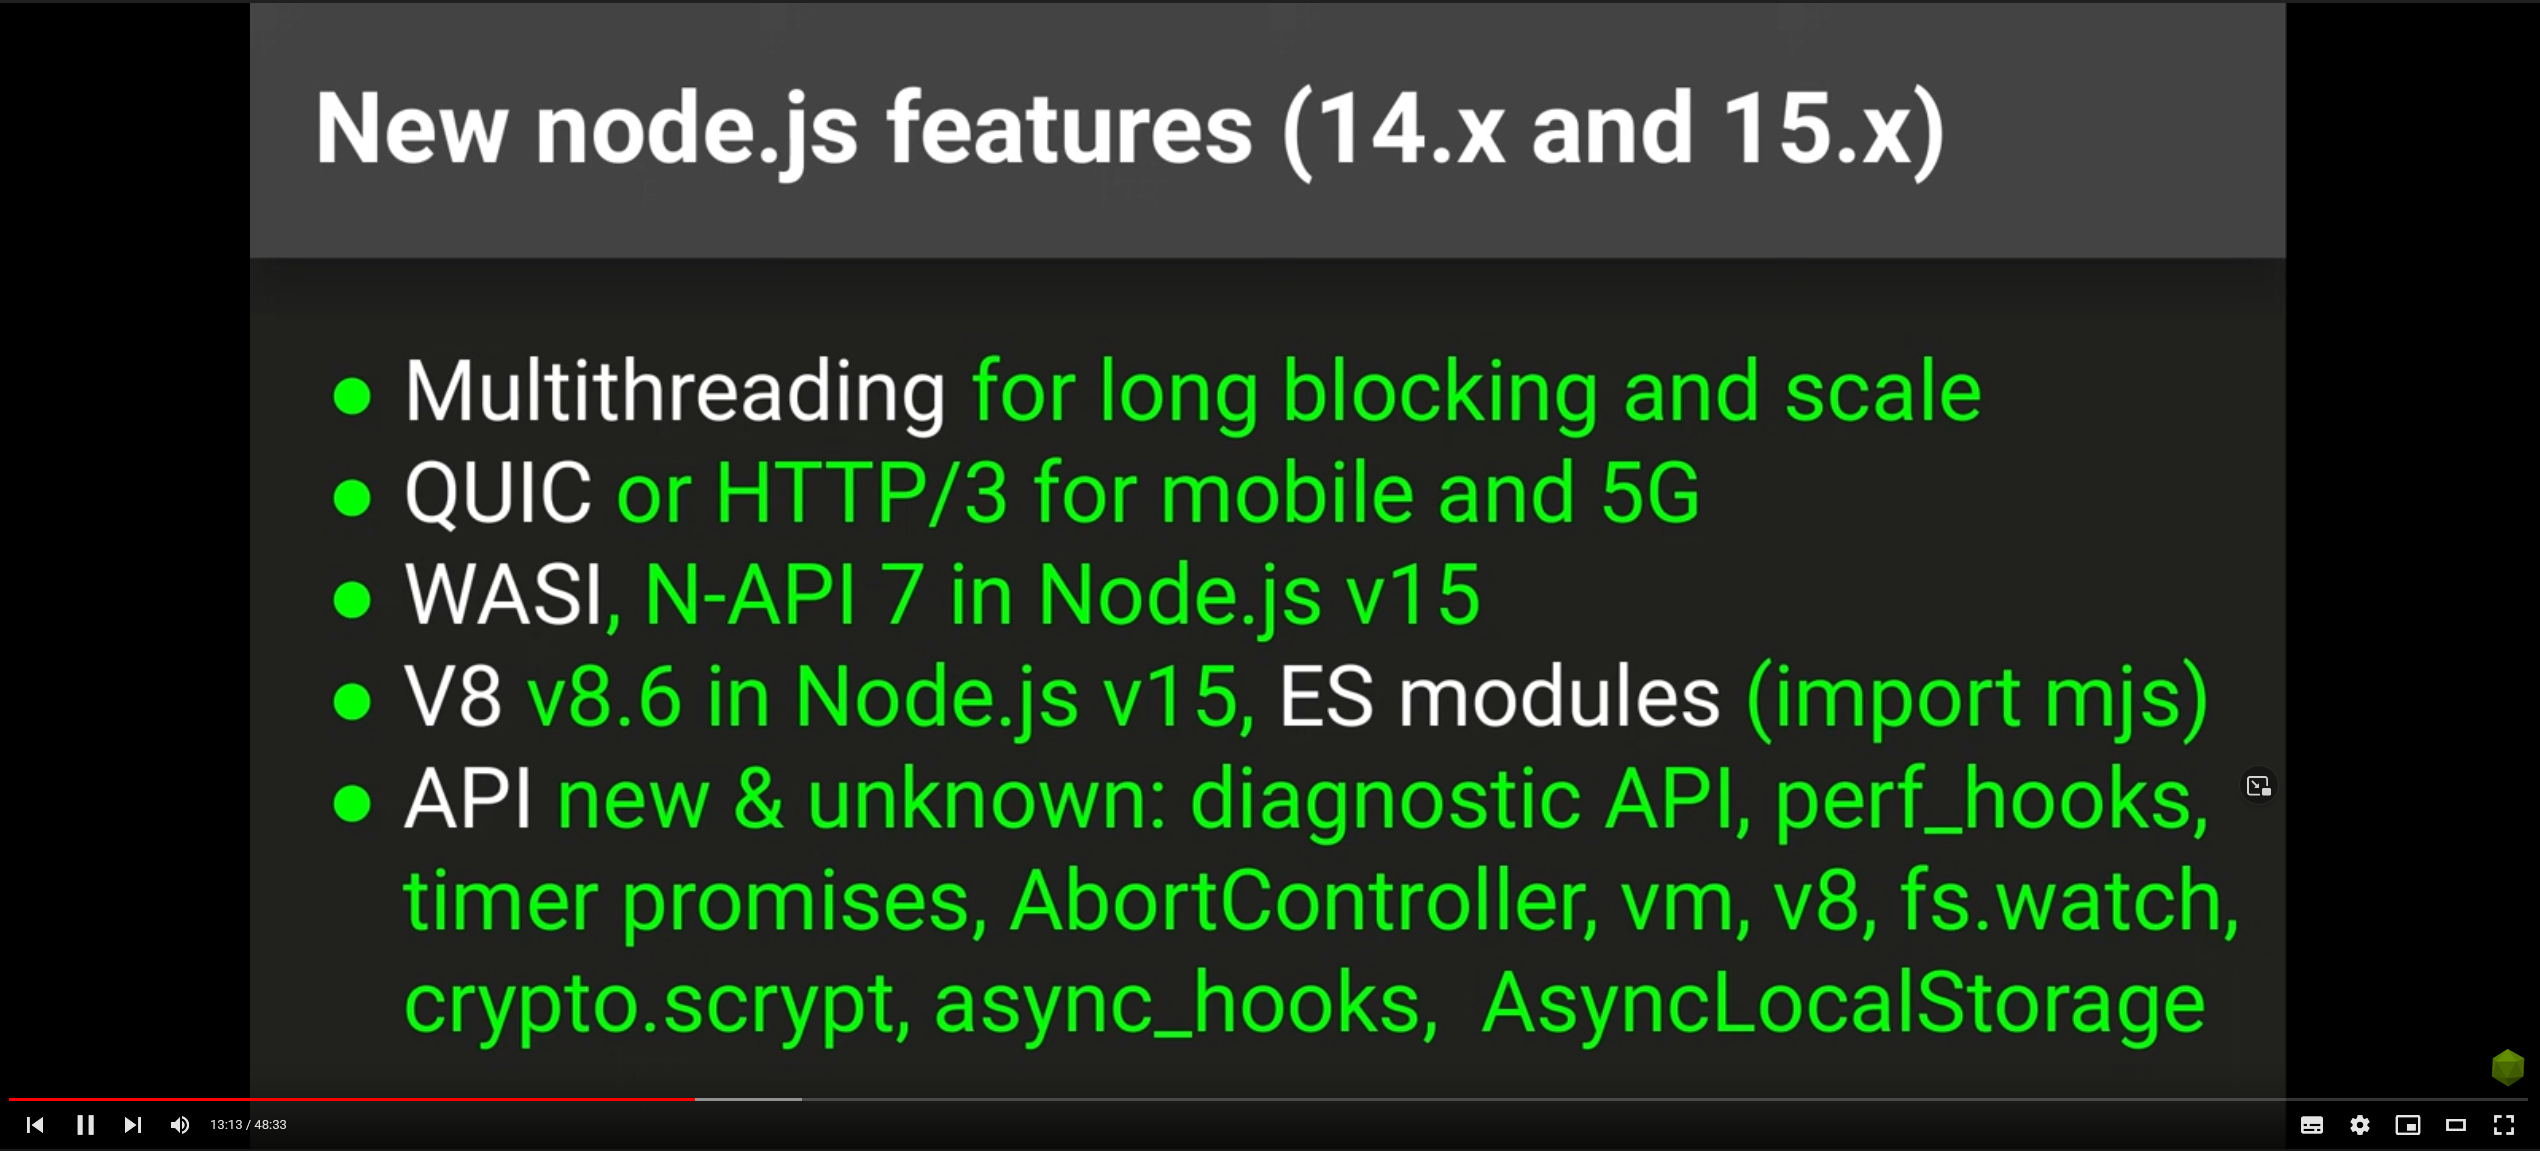 New node.js features (14.x and 15.x)
● Multithreading for long blocking and scale
● QUIC or HTTP/3 for mobile and 5G
● WASI, N-API 7 in Node.js v15
● V8 v8.6 in Node.js v15, ES modules (import mjs)
● API new & unknown: diagnostic API, perf_hooks,
timer promises, AbortController, vm, v8, fs.watch,
crypto.scrypt, async_hooks, AsyncLocalStorage
13:13 / 48:33